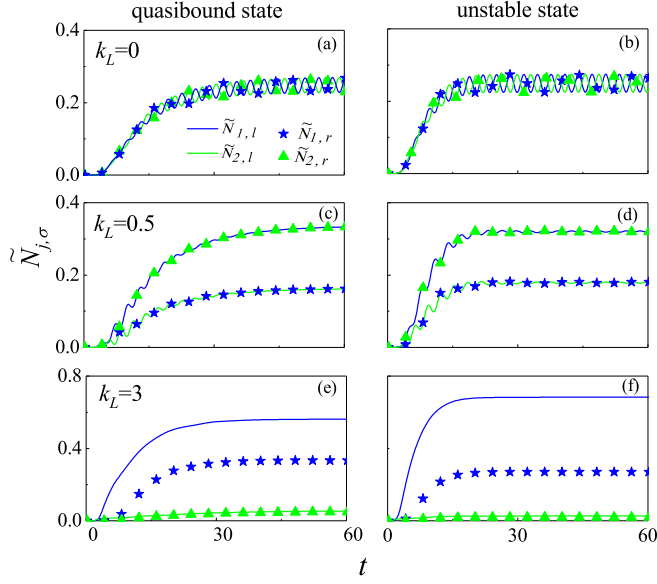 quasibound state unstable state
0.4 k_L=0 (a) (b)
0.2
Ñ_{1, l} Ñ_{1, r}
Ñ_{2, l} Ñ_{2, r}
0.0
0.4 (c) (d)
k_L=0.5
Ñ_{j,σ}
0.2
0.0
0.8 k_L=3 (e) (f)
0.4
0.0
0 30 60 0 30 60
t